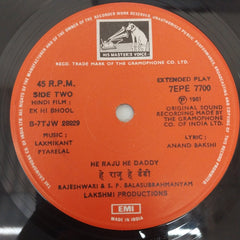 HIS MASTER'S VOICE
REGD. TRADE MARK OF THE GRAMOPHONE CO. LTD.
45 R.P.M.
SIDE TWO
HINDI FILM :
EK HI BHOOL
B-7TJW 28929
MUSIC :
LAXMIKANT
PYARELAL
EXTENDED PLAY
7EPE 7700
℗ 1981
ORIGINAL SOUND
RECORDING MADE BY
THE GRAMOPHONE CO.
OF INDIA LTD.
LYRIC :
ANAND BAKSHI
HE RAJU HE DADDY
हे राजू हे डैडी
RAJESHWARI & S. P. BALASUBRAHMANYAM
LAKSHMI PRODUCTIONS
EMI
MADE IN INDIA